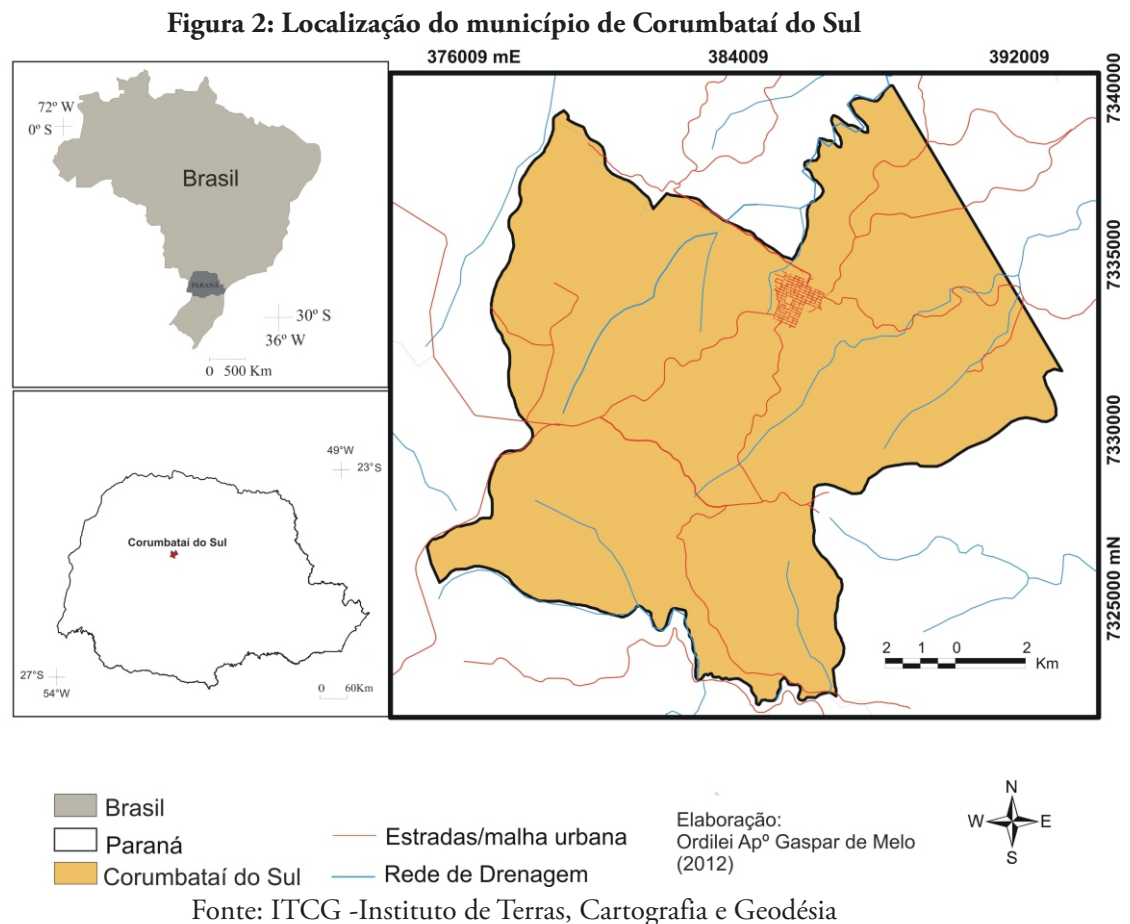 Figura 2: Localização do município de Corumbataí do Sul
376009 mE 384009 392009
7340000
7335000
7330000
7325000 mN
72º W
0º S
Brasil
PARANÁ
30º S
36º W
0 500 Km
49°W
23°S
Corumbataí do Sul
27°S
54°W
0 60Km
2 1 0 2
Km
Brasil
Paraná
Corumbataí do Sul
Estradas/malha urbana
Rede de Drenagem
Elaboração:
Ordilei Apº Gaspar de Melo
(2012)
N
W E
S
Fonte: ITCG -Instituto de Terras, Cartografia e Geodésia